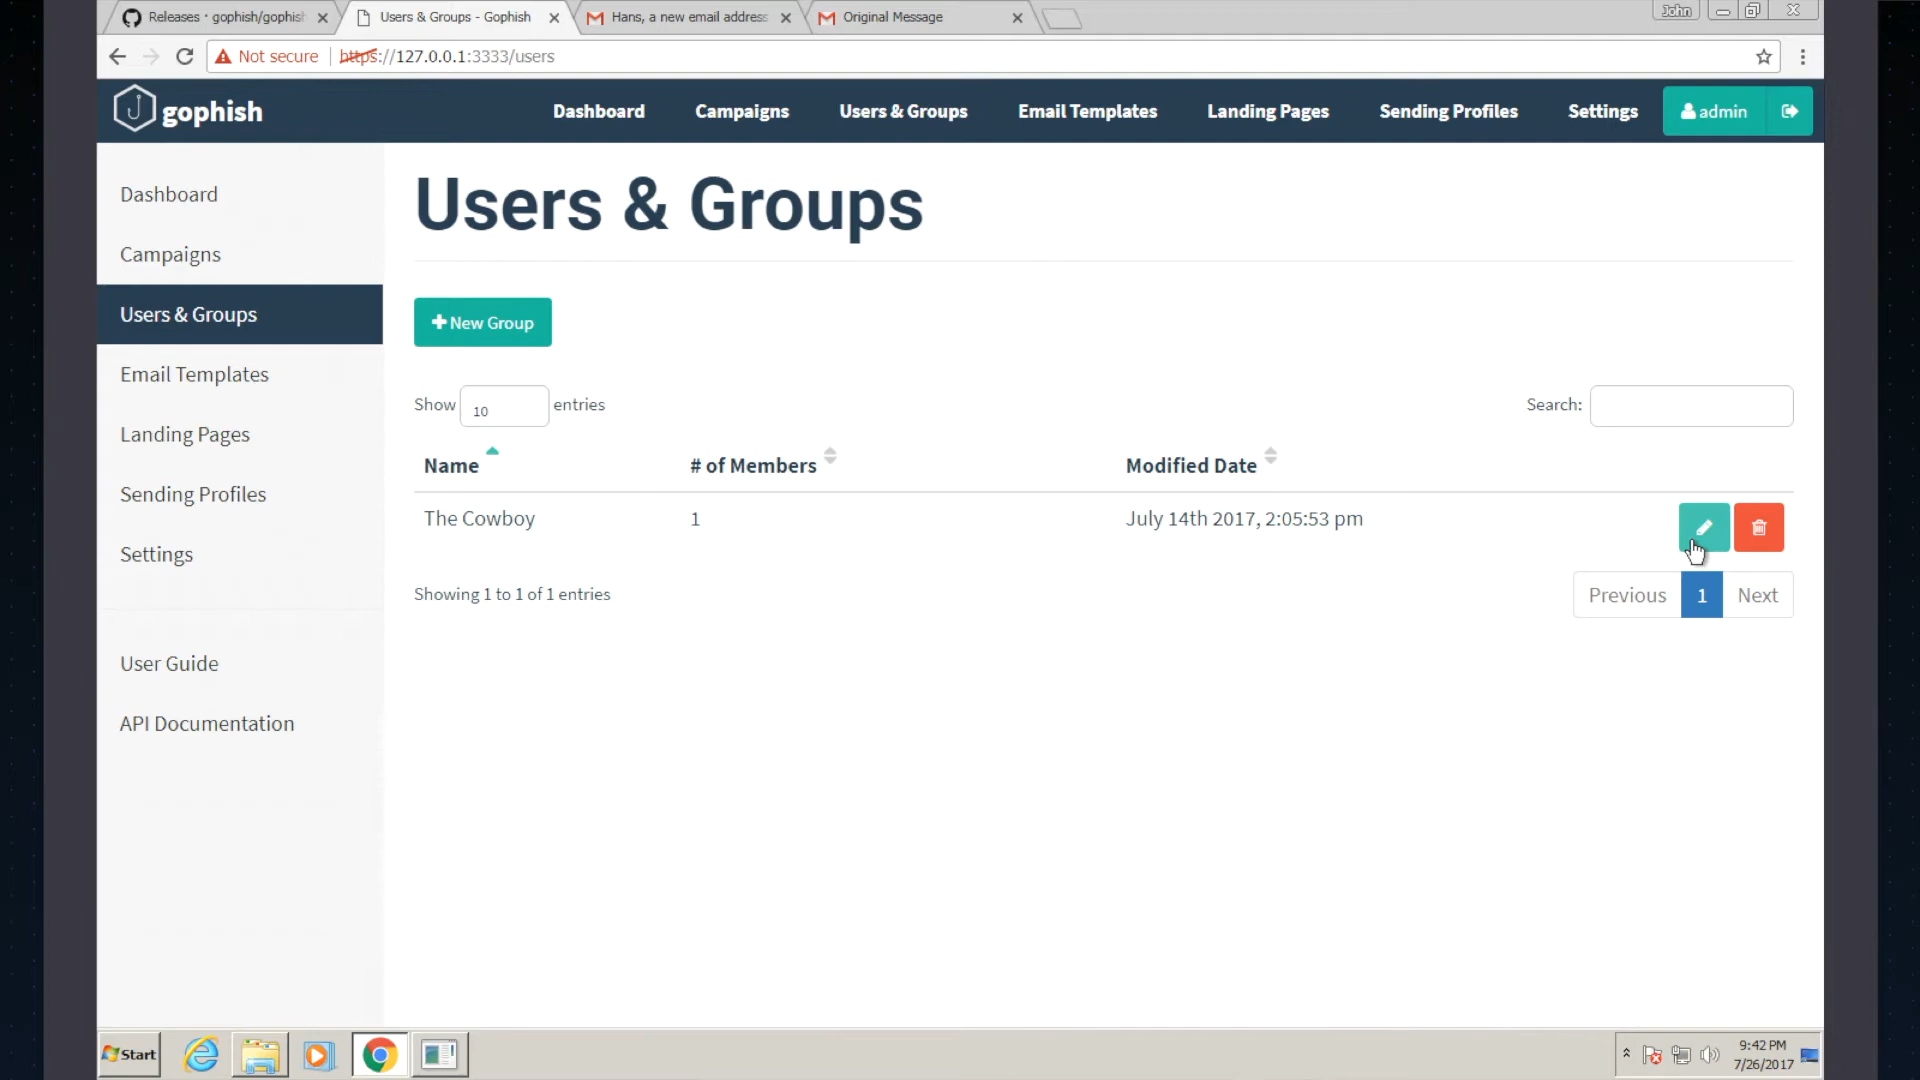 Releases · gophish/gophish
Users & Groups - Gophish
Hans, a new email address
Original Message
John
Not secure
https://127.0.0.1:3333/users
gophish
Dashboard
Campaigns
Users & Groups
Email Templates
Landing Pages
Sending Profiles
Settings
admin
Dashboard
Campaigns
Users & Groups
Email Templates
Landing Pages
Sending Profiles
Settings
User Guide
API Documentation
Users & Groups
New Group
Show 10 entries
Search:
Name
# of Members
Modified Date
The Cowboy
1
July 14th 2017, 2:05:53 pm
Showing 1 to 1 of 1 entries
Previous
1
Next
Start
9:42 PM
7/26/2017